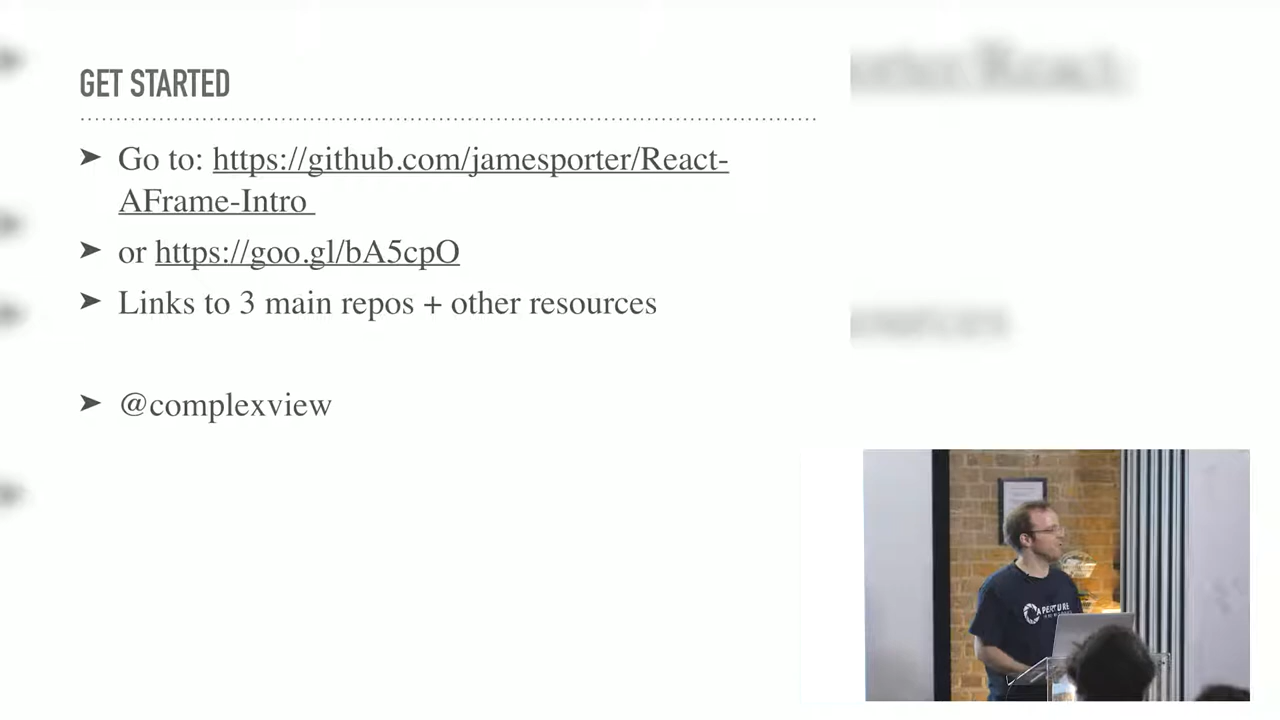 GET STARTED
➤ Go to: https://github.com/jamesporter/React-
AFrame-Intro
➤ or https://goo.gl/bA5cpO
➤ Links to 3 main repos + other resources
➤ @complexview
APERTURE